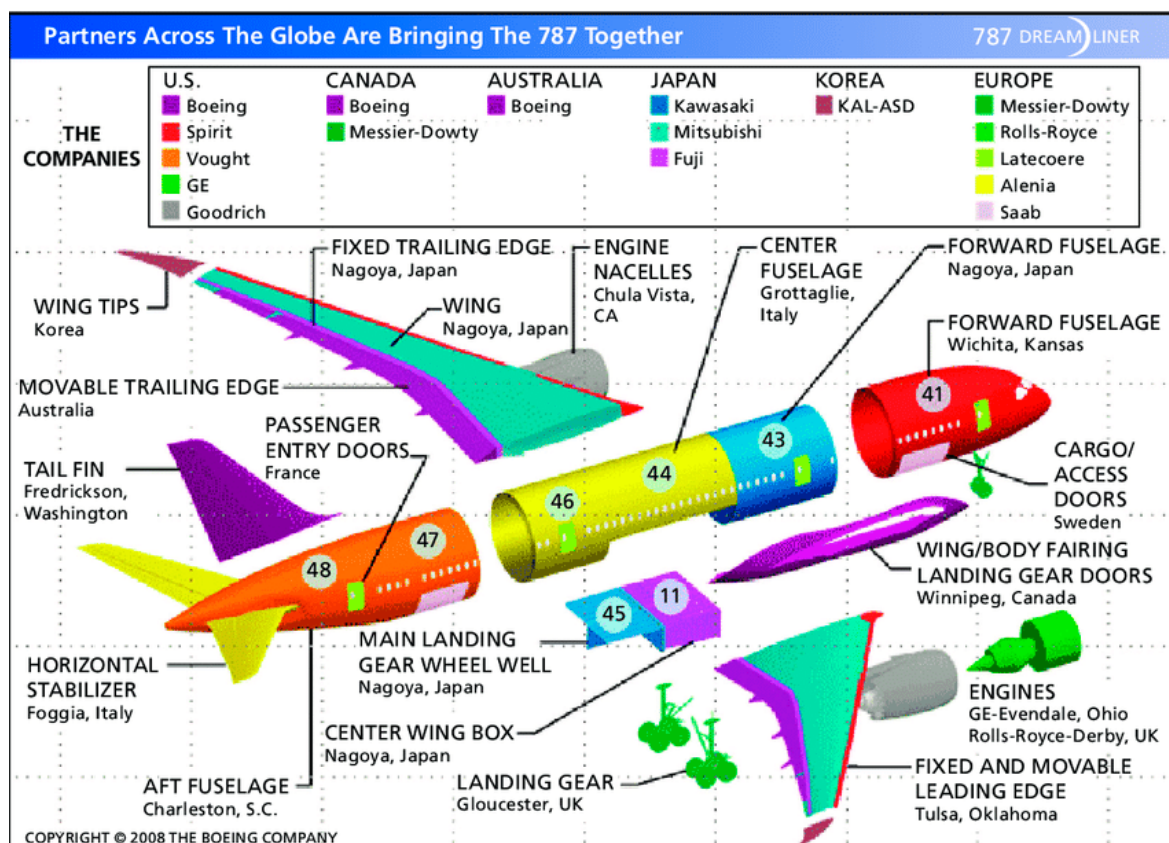 Partners Across The Globe Are Bringing The 787 Together
787 DREAMLINER
THE
COMPANIES
U.S.
Boeing
Spirit
Vought
GE
Goodrich
CANADA
Boeing
Messier-Dowty
AUSTRALIA
Boeing
JAPAN
Kawasaki
Mitsubishi
Fuji
KOREA
KAL-ASD
EUROPE
Messier-Dowty
Rolls-Royce
Latecoere
Alenia
Saab
FIXED TRAILING EDGE
Nagoya, Japan
ENGINE
NACELLES
Chula Vista,
CA
CENTER
FUSELAGE
Grottaglie,
Italy
FORWARD FUSELAGE
Nagoya, Japan
WING TIPS
Korea
WING
Nagoya, Japan
FORWARD FUSELAGE
Wichita, Kansas
MOVABLE TRAILING EDGE
Australia
41
PASSENGER
ENTRY DOORS
France
43
44
46
CARGO/
ACCESS
DOORS
Sweden
TAIL FIN
Fredrickson,
Washington
47
48
WING/BODY FAIRING
LANDING GEAR DOORS
Winnipeg, Canada
11
45
MAIN LANDING
GEAR WHEEL WELL
Nagoya, Japan
HORIZONTAL
STABILIZER
Foggia, Italy
CENTER WING BOX
Nagoya, Japan
ENGINES
GE-Evendale, Ohio
Rolls-Royce-Derby, UK
AFT FUSELAGE
Charleston, S.C.
LANDING GEAR
Gloucester, UK
FIXED AND MOVABLE
LEADING EDGE
Tulsa, Oklahoma
COPYRIGHT © 2008 THE BOEING COMPANY